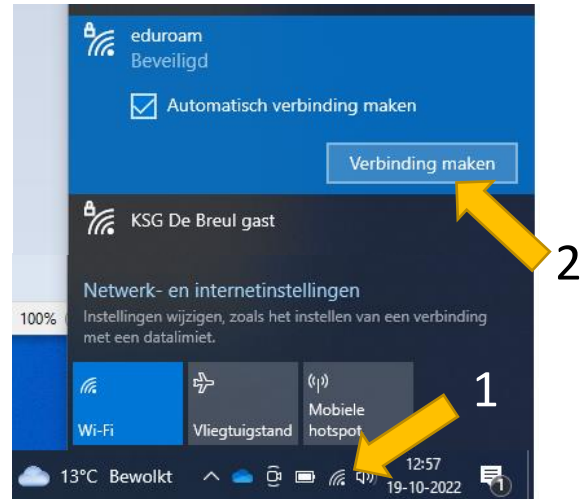 eduroam
Beveiligd
Automatisch verbinding maken
Verbinding maken
2
KSG De Breul gast
Netwerk- en internetinstellingen
100%
Instellingen wijzigen, zoals het instellen van een verbinding
met een datalimiet.
1
Wi-Fi
Vliegtuigstand
Mobiele
hotspot
13°C Bewolkt
12:57
19-10-2022
1